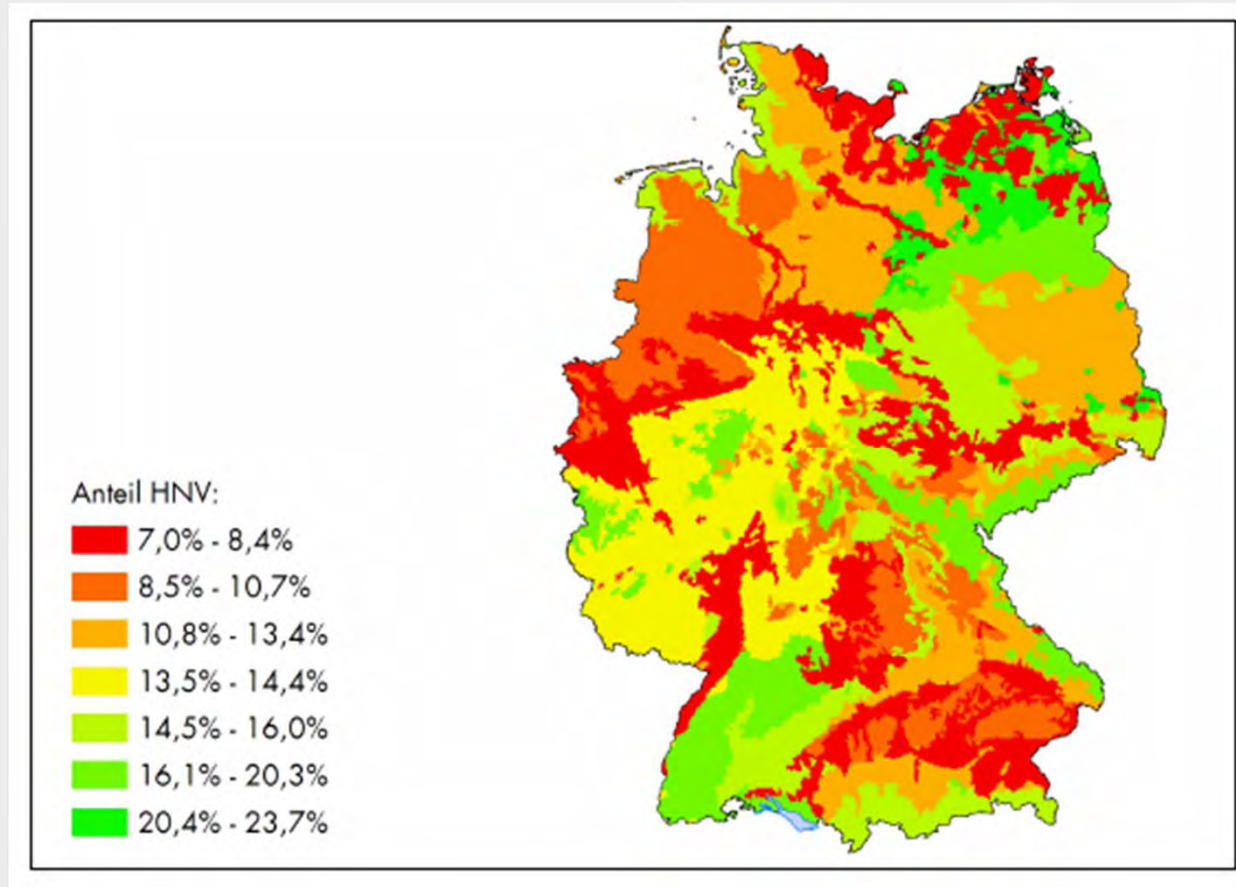 Anteil HNV:
7,0% - 8,4%
8,5% - 10,7%
10,8% - 13,4%
13,5% - 14,4%
14,5% - 16,0%
16,1% - 20,3%
20,4% - 23,7%